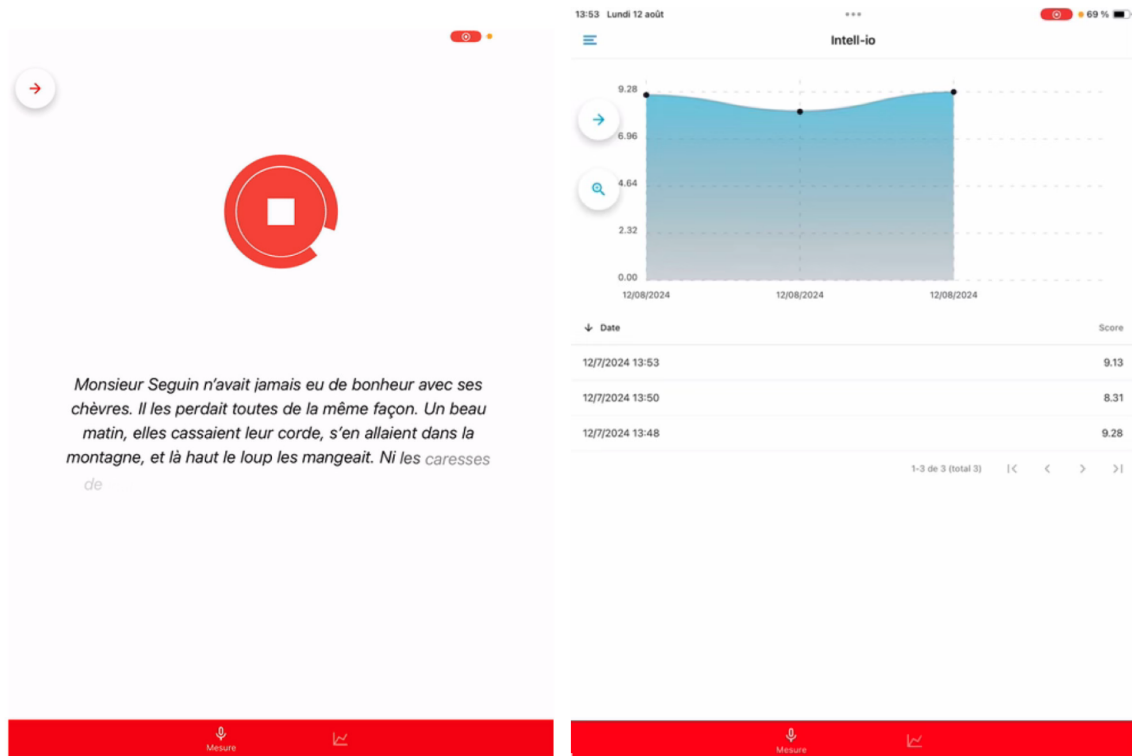 Monsieur Seguin n'avait jamais eu de bonheur avec ses
chèvres. Il les perdait toutes de la même façon. Un beau
matin, elles cassaient leur corde, s'en allaient dans la
montagne, et là haut le loup les mangeait. Ni les caresses
de
Mesure
13:53 Lundi 12 août
69 %
Intell-io
9.28
6.96
4.64
2.32
0.00
12/08/2024 12/08/2024 12/08/2024
Date Score
12/7/2024 13:53 9.13
12/7/2024 13:50 8.31
12/7/2024 13:48 9.28
1-3 de 3 (total 3)
Mesure